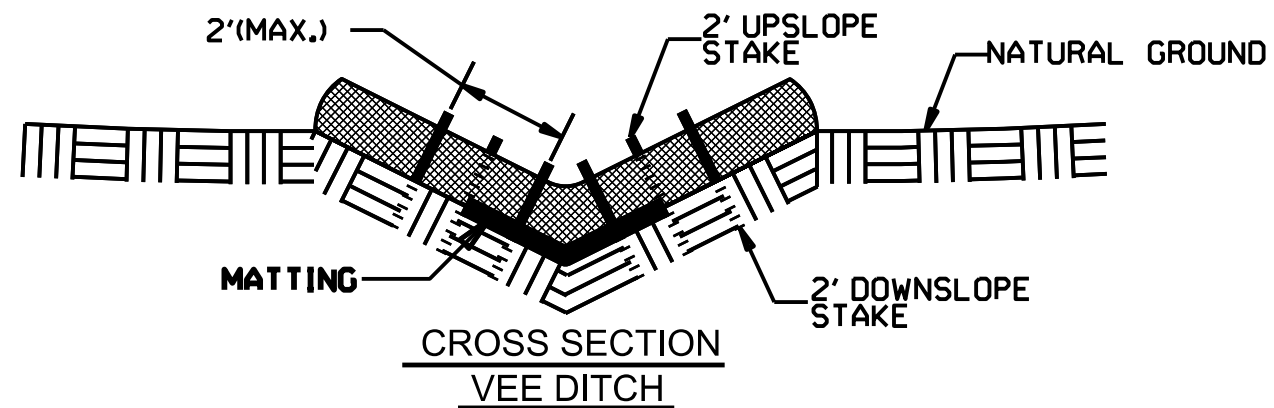 2'(MAX.)
2' UPSLOPE
STAKE
NATURAL GROUND
MATTING
2' DOWNSLOPE
STAKE
CROSS SECTION
VEE DITCH